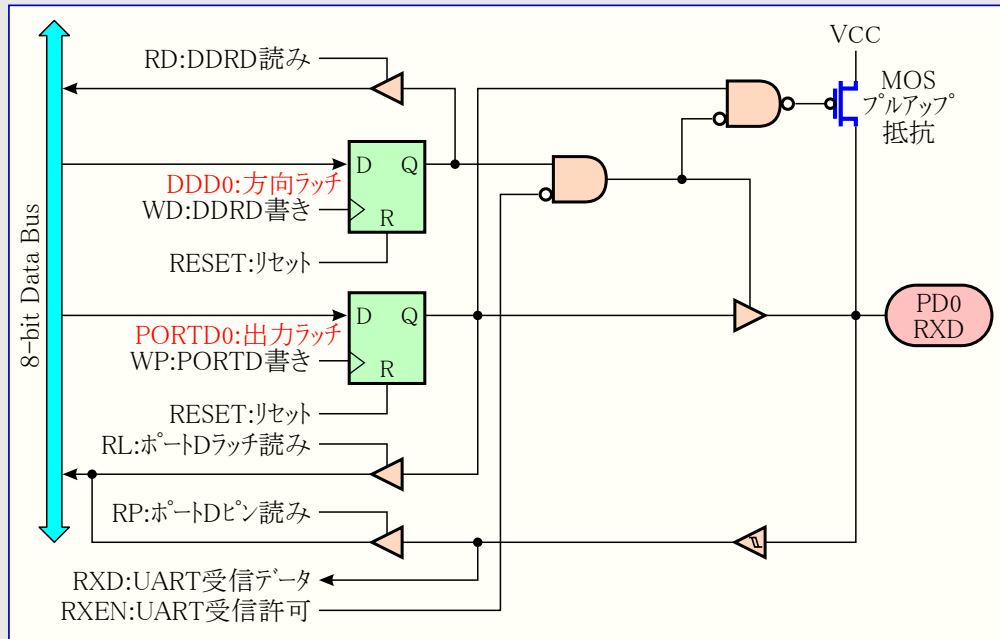 VCC
RD:DDRD読み
MOS
プルアップ
抵抗
D Q
DDD0:方向ラッチ
WD:DDRD書き
R
RESET:リセット
8-bit Data Bus
D Q
PORTD0:出力ラッチ
WP:PORTD書き
R
PD0
RXD
RESET:リセット
RL:ポートDラッチ読み
RP:ポートDピン読み
RXD:UART受信データ
RXEN:UART受信許可